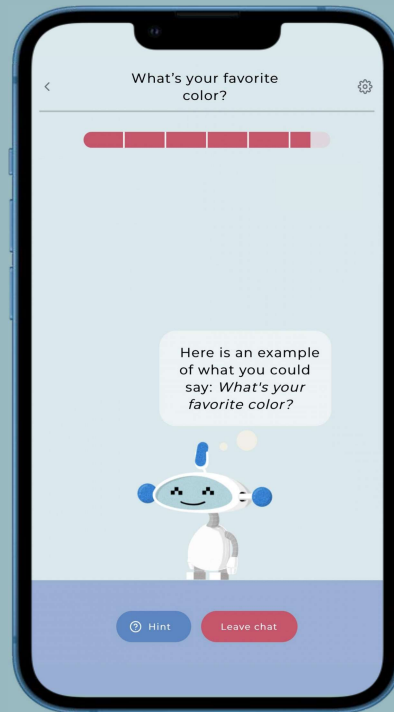 What's your favorite
color?
Here is an example
of what you could
say: What's your
favorite color?
Hint
Leave chat